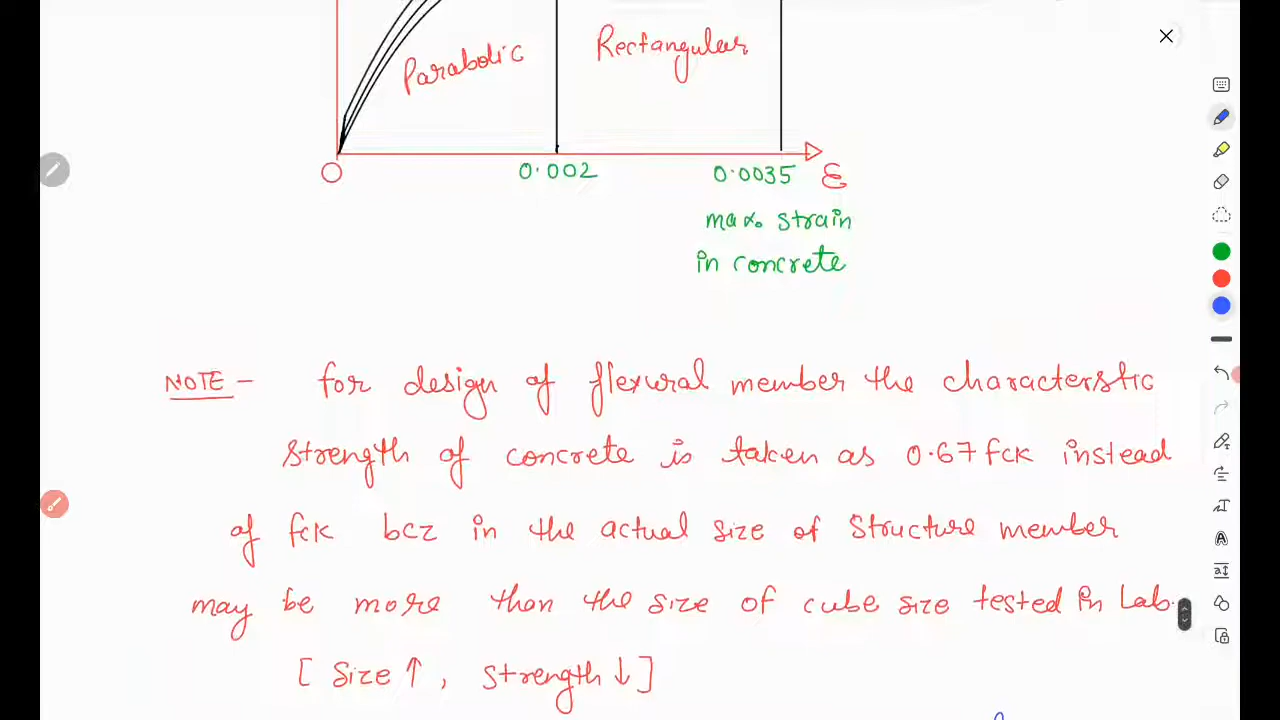 Parabolic Rectangular
O 0.002 0.0035 ε
max. strain
in concrete
NOTE - for design of flexural member the characterstic
strength of concrete is taken as 0.67 fck instead
of fck bcz in the actual size of structure member
may be more than the size of cube size tested in Lab.
[ Size ↑, Strength ↓ ]